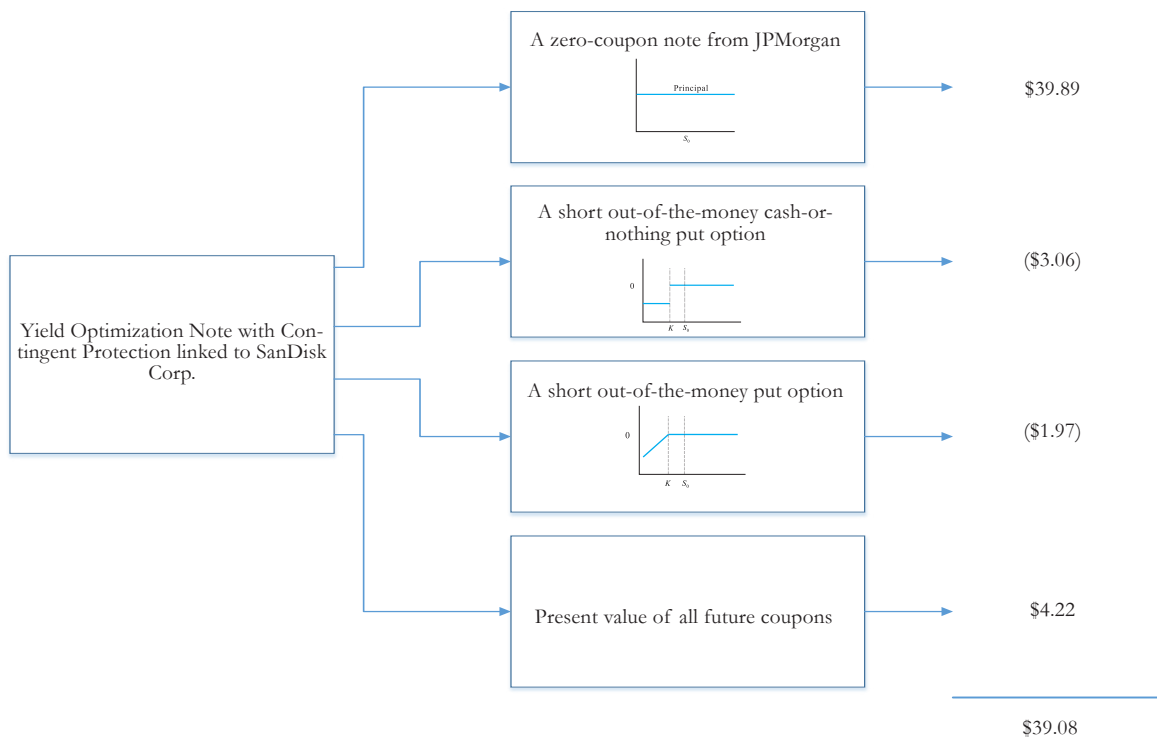 A zero-coupon note from JPMorgan
Principal
S₀
$39.89
A short out-of-the-money cash-or-
nothing put option
0
K S₀
($3.06)
Yield Optimization Note with Con-
tingent Protection linked to SanDisk
Corp.
A short out-of-the-money put option
0
K S₀
($1.97)
Present value of all future coupons
$4.22
$39.08